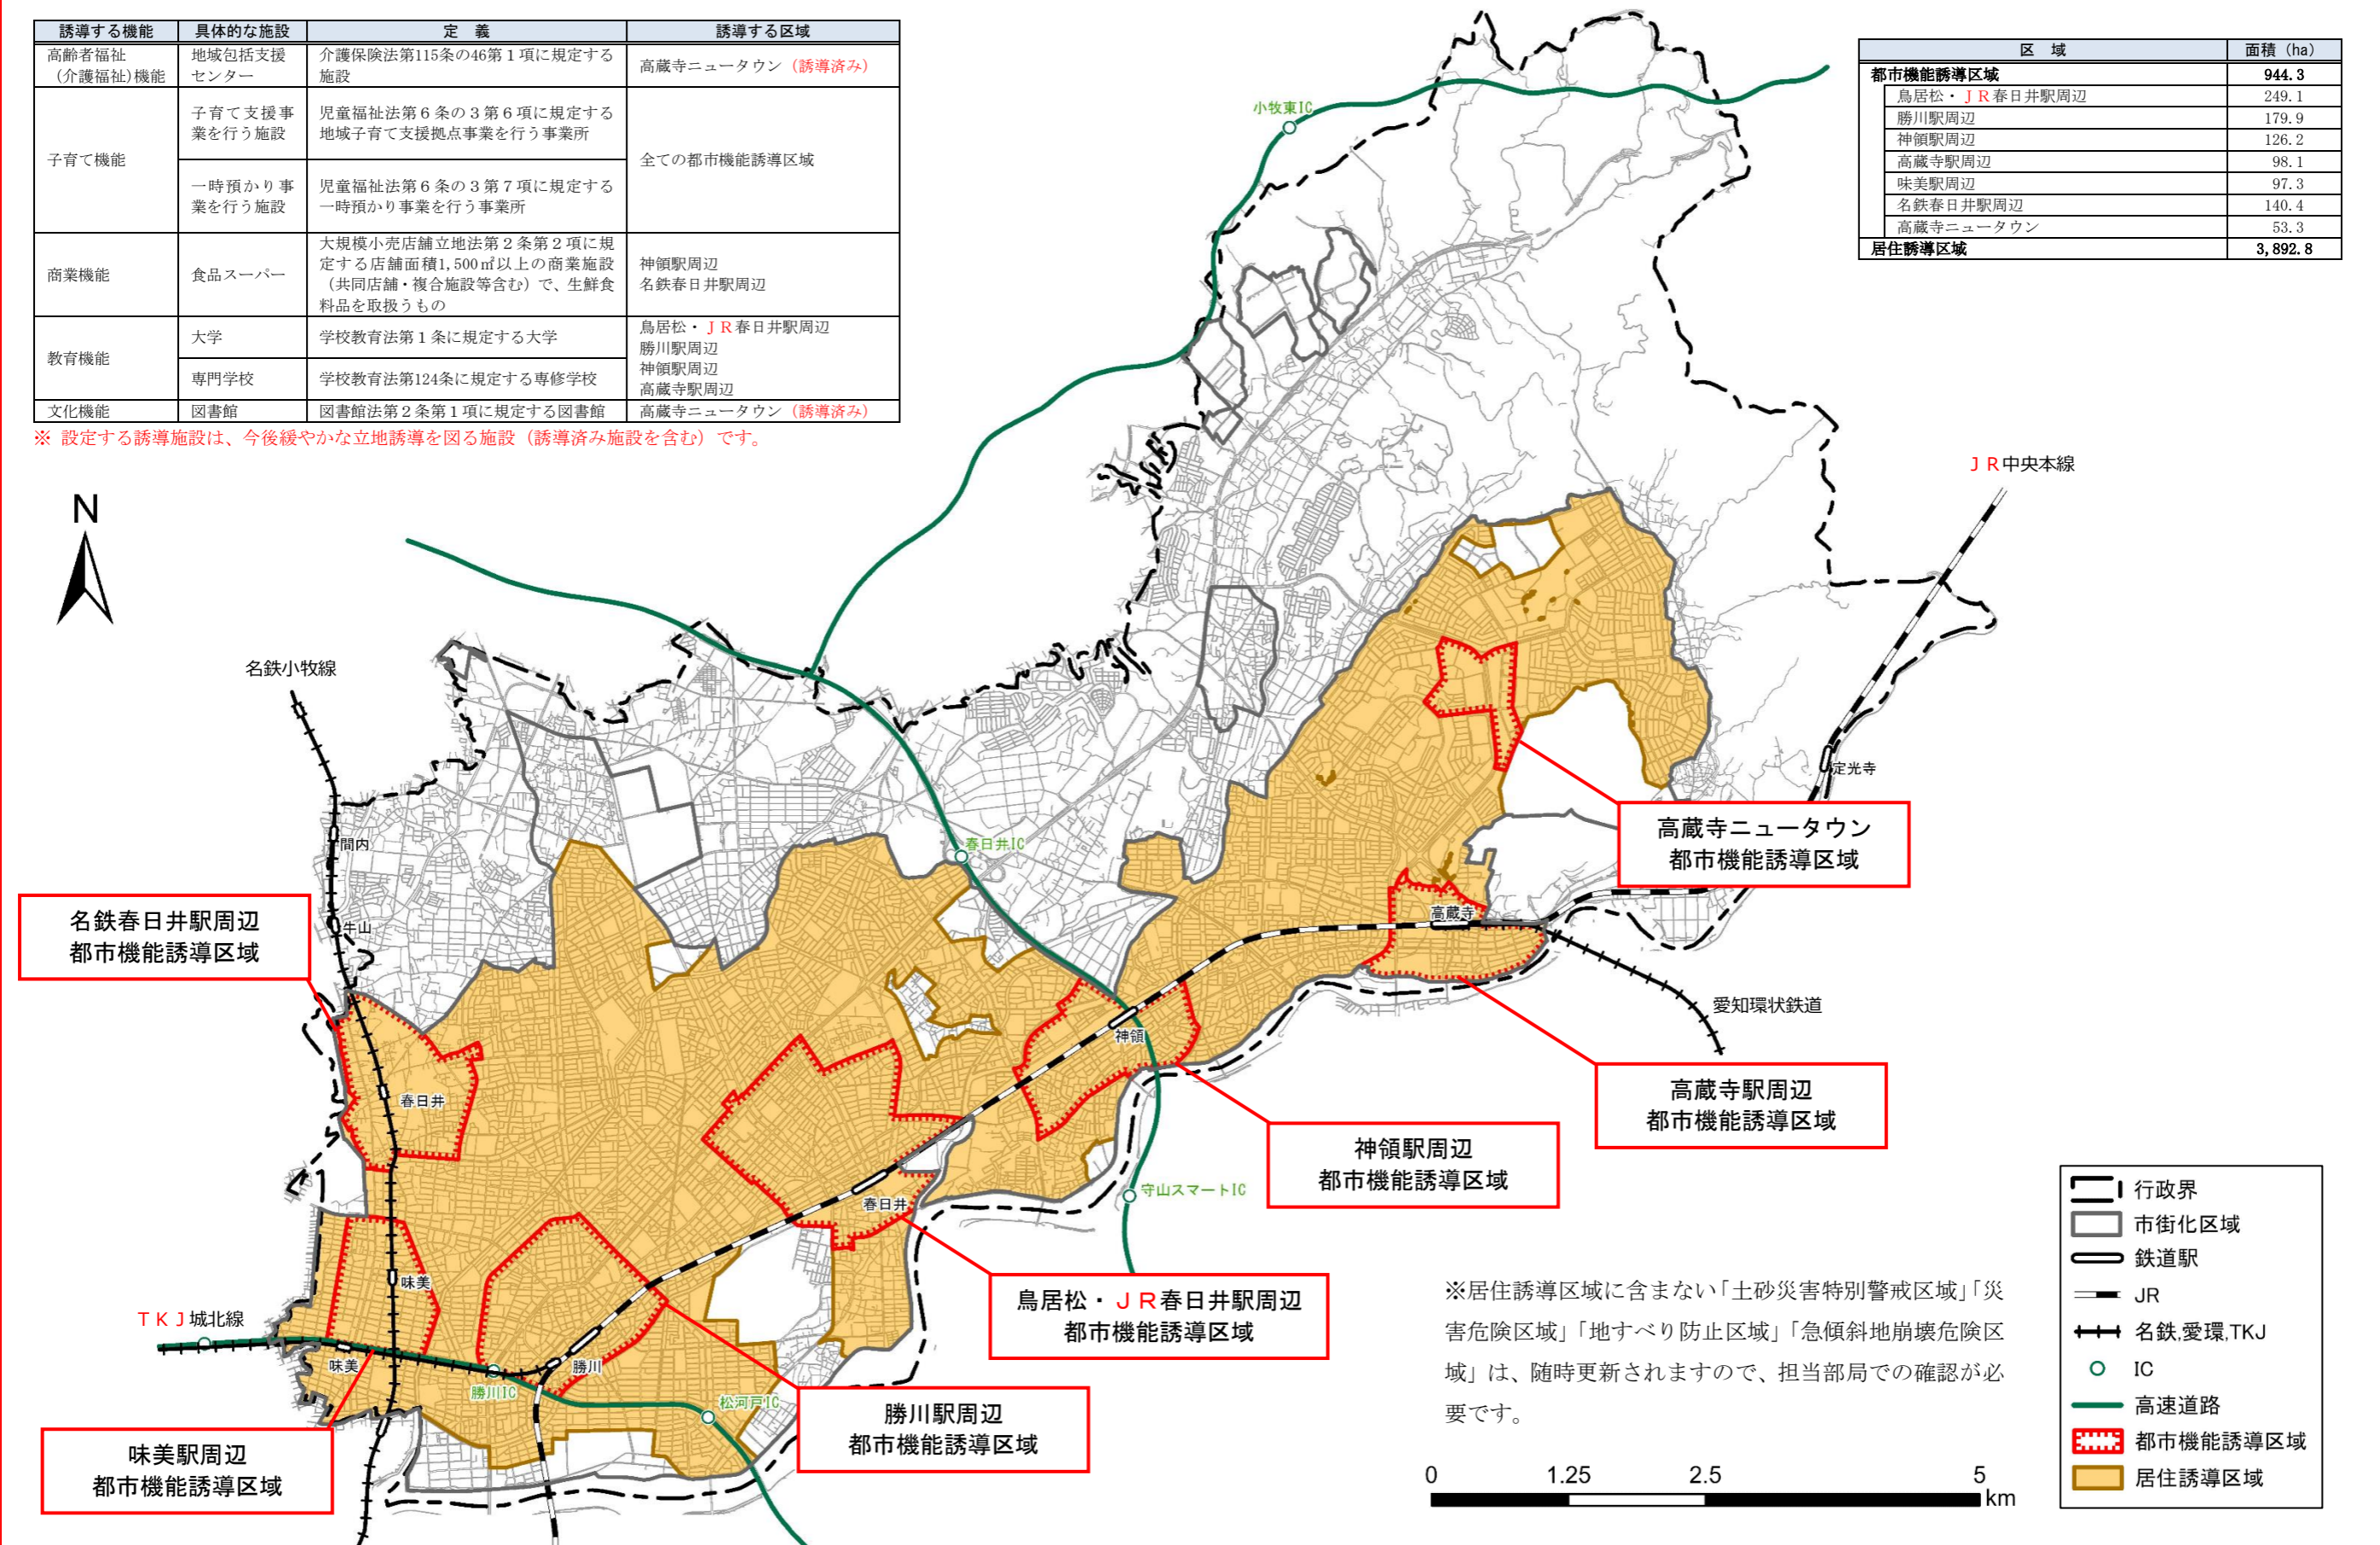 誘導する機能 具体的な施設 定　義 誘導する区域
高齢者福祉
（介護福祉）機能
地域包括支援
センター
介護保険法第115条の46第１項に規定する
施設
高蔵寺ニュータウン（誘導済み）
子育て機能
子育て支援事
業を行う施設
児童福祉法第６条の３第６項に規定する
地域子育て支援拠点事業を行う事業所
全ての都市機能誘導区域
一時預かり事
業を行う施設
児童福祉法第６条の３第７項に規定する
一時預かり事業を行う事業所
商業機能
食品スーパー
大規模小売店舗立地法第２条第２項に規
定する店舗面積1,500㎡以上の商業施設
（共同店舗・複合施設等含む）で、生鮮食
料品を取扱うもの
神領駅周辺
名鉄春日井駅周辺
教育機能
大学
学校教育法第１条に規定する大学
専門学校
学校教育法第124条に規定する専修学校
鳥居松・ＪＲ春日井駅周辺
勝川駅周辺
神領駅周辺
高蔵寺駅周辺
文化機能 図書館 図書館法第２条第１項に規定する図書館 高蔵寺ニュータウン（誘導済み）
※ 設定する誘導施設は、今後緩やかな立地誘導を図る施設（誘導済み施設を含む）です。
区　域 面積（ha）
都市機能誘導区域 944.3
鳥居松・ＪＲ春日井駅周辺 249.1
勝川駅周辺 179.9
神領駅周辺 126.2
高蔵寺駅周辺 98.1
味美駅周辺 97.3
名鉄春日井駅周辺 140.4
高蔵寺ニュータウン 53.3
居住誘導区域 3,892.8
小牧東IC
ＪＲ中央本線
N
名鉄小牧線
定光寺
間内
春日井IC
高蔵寺ニュータウン
都市機能誘導区域
名鉄春日井駅周辺
都市機能誘導区域
牛山
高蔵寺
愛知環状鉄道
神領
春日井
高蔵寺駅周辺
都市機能誘導区域
神領駅周辺
都市機能誘導区域
守山スマートIC
春日井
味美
鳥居松・ＪＲ春日井駅周辺
都市機能誘導区域
ＴＫＪ城北線
味美
勝川
勝川IC
松河戸IC
勝川駅周辺
都市機能誘導区域
味美駅周辺
都市機能誘導区域
※居住誘導区域に含まない「土砂災害特別警戒区域」「災
害危険区域」「地すべり防止区域」「急傾斜地崩壊危険区
域」は、随時更新されますので、担当部局での確認が必
要です。
0 1.25 2.5 5
km
行政界
市街化区域
鉄道駅
JR
名鉄,愛環,TKJ
IC
高速道路
都市機能誘導区域
居住誘導区域